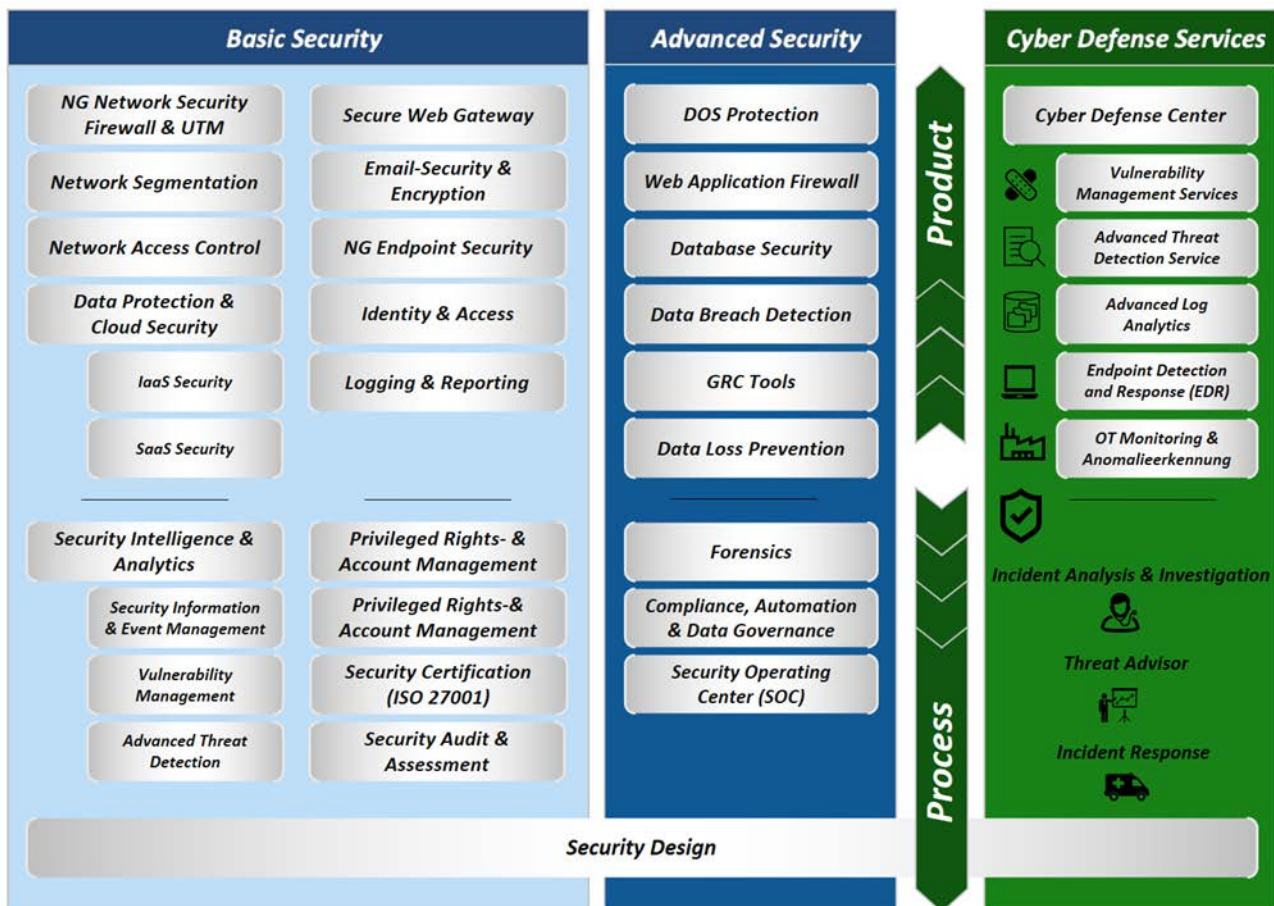 Basic Security
NG Network Security
Firewall & UTM
Network Segmentation
Network Access Control
Data Protection &
Cloud Security
IaaS Security
SaaS Security
Secure Web Gateway
Email-Security &
Encryption
NG Endpoint Security
Identity & Access
Logging & Reporting
Security Intelligence &
Analytics
Security Information
& Event Management
Vulnerability
Management
Advanced Threat
Detection
Privileged Rights- &
Account Management
Privileged Rights-&
Account Management
Security Certification
(ISO 27001)
Security Audit &
Assessment
Advanced Security
DOS Protection
Web Application Firewall
Database Security
Data Breach Detection
GRC Tools
Data Loss Prevention
Forensics
Compliance, Automation
& Data Governance
Security Operating
Center (SOC)
Product
Process
Cyber Defense Services
Cyber Defense Center
Vulnerability
Management Services
Advanced Threat
Detection Service
Advanced Log
Analytics
Endpoint Detection
and Response (EDR)
OT Monitoring &
Anomalieerkennung
Incident Analysis & Investigation
Threat Advisor
Incident Response
Security Design